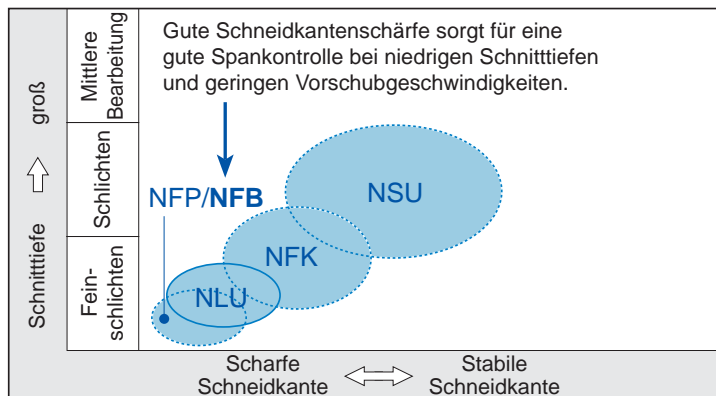 Gute Schneidkantenschärfe sorgt für eine
gute Spankontrolle bei niedrigen Schnitttiefen
und geringen Vorschubgeschwindigkeiten.
Schnitttiefe
groß
Mittlere
Bearbeitung
Schlichten
Fein-
schlichten
NFP/NFB
NSU
NFK
NLU
Scharfe
Schneidkante
Stabile
Schneidkante